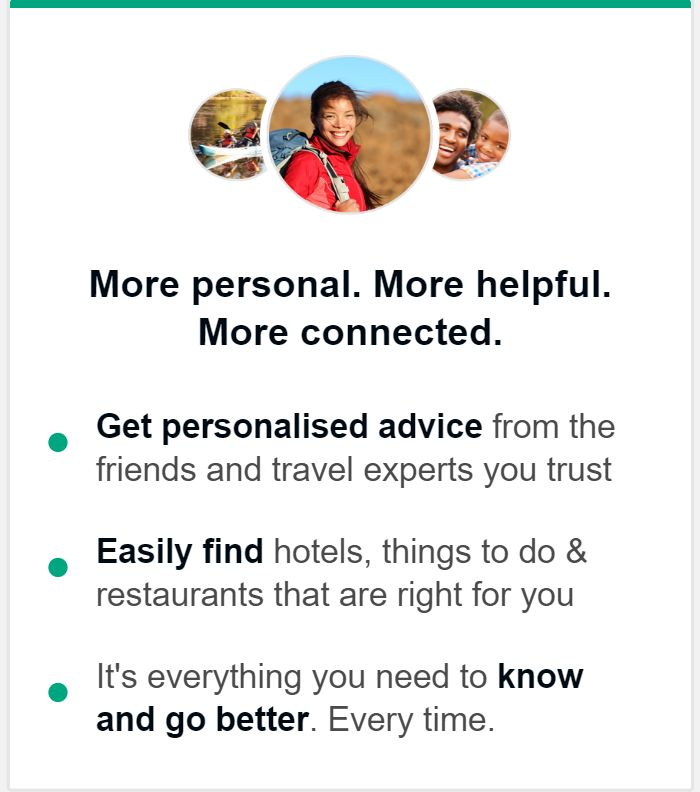 More personal. More helpful.
More connected.
Get personalised advice from the
friends and travel experts you trust
Easily find hotels, things to do &
restaurants that are right for you
It's everything you need to know
and go better. Every time.